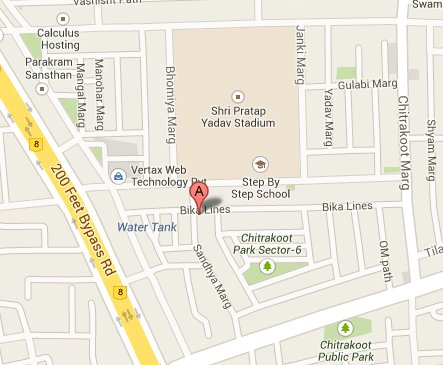 Yashisht Path
Swam
Calculus
Hosting
Parakram
Sansthan
Mangal Marg
Manohar Marg
Bhomiya Marg
Janki Marg
Gulabi Marg
Shri Pratap
Yadav Stadium
Yadav Marg
Chitrakoot Marg
Shyam Marg
8
200 Feet Bypass Rd
Vertax Web
Technology Pvt
A
Step By
Step School
Bika Lines
Bika Lines
Water Tank
Sandhya Marg
Chitrakoot
Park Sector-6
OM path
Tila
8
Chitrakoot
Public Park